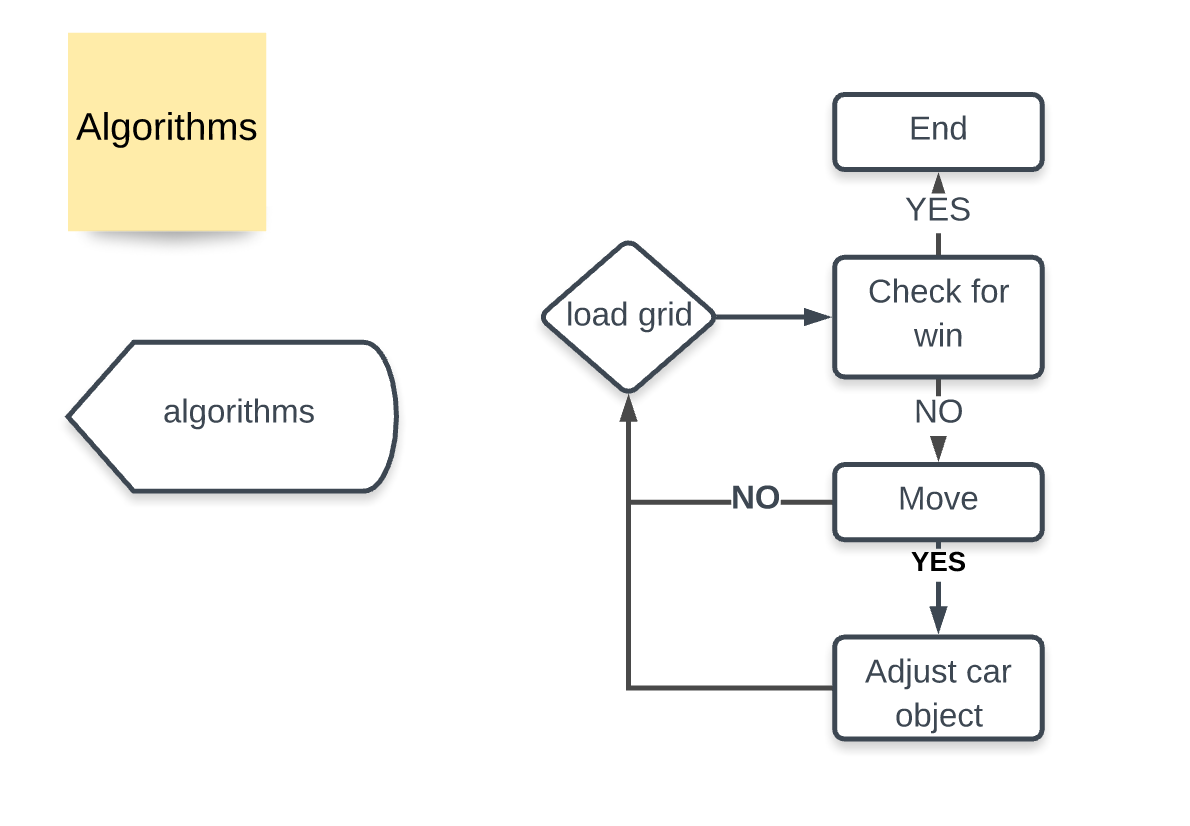 Algorithms
End
YES
load grid
Check for
win
algorithms
NO
NO
Move
YES
Adjust car
object